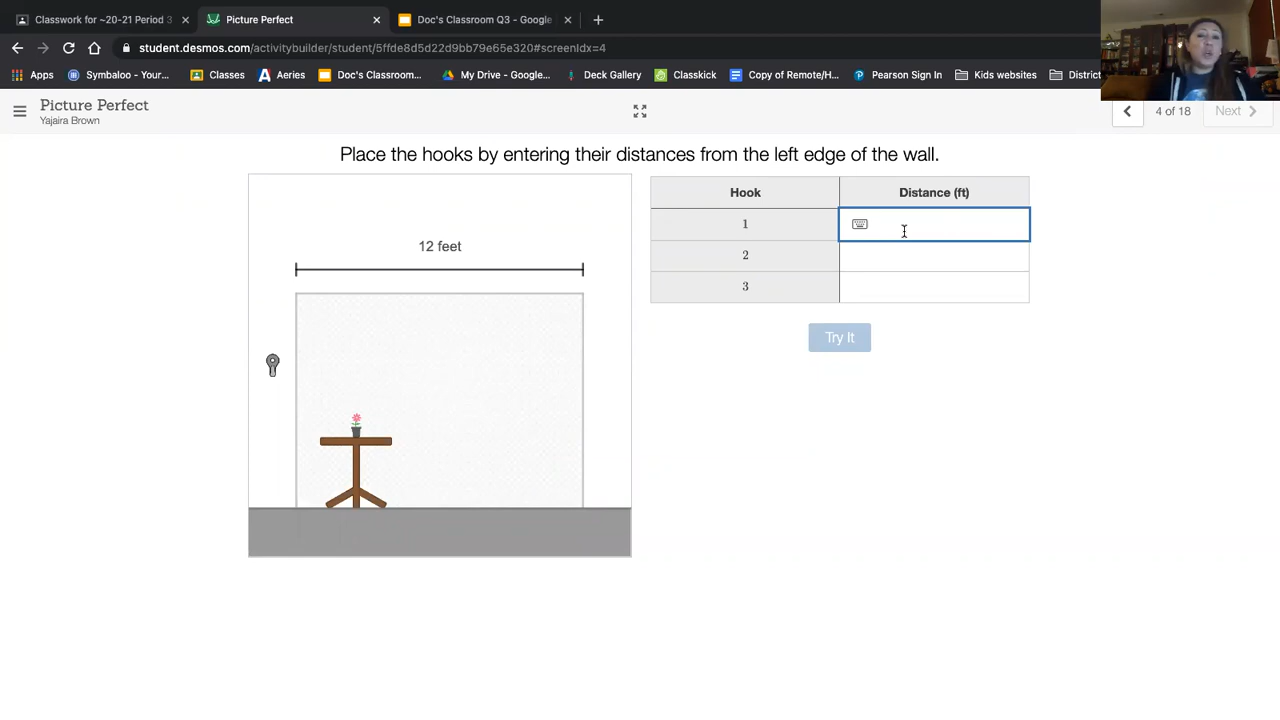 Classwork for ~20-21 Period 3
Picture Perfect
Doc's Classroom Q3 - Google
student.desmos.com/activitybuilder/student/5ffde8d5d22d9bb79e65e320#screenIdx=4
Apps
Symbaloo - Your...
Classes
Aeries
Doc's Classroom...
My Drive - Google...
Deck Gallery
Classkick
Copy of Remote/H...
Pearson Sign In
Kids websites
District
Picture Perfect
Yajaira Brown
4 of 18
Next
Place the hooks by entering their distances from the left edge of the wall.
12 feet
Hook Distance (ft)
1
2
3
Try It